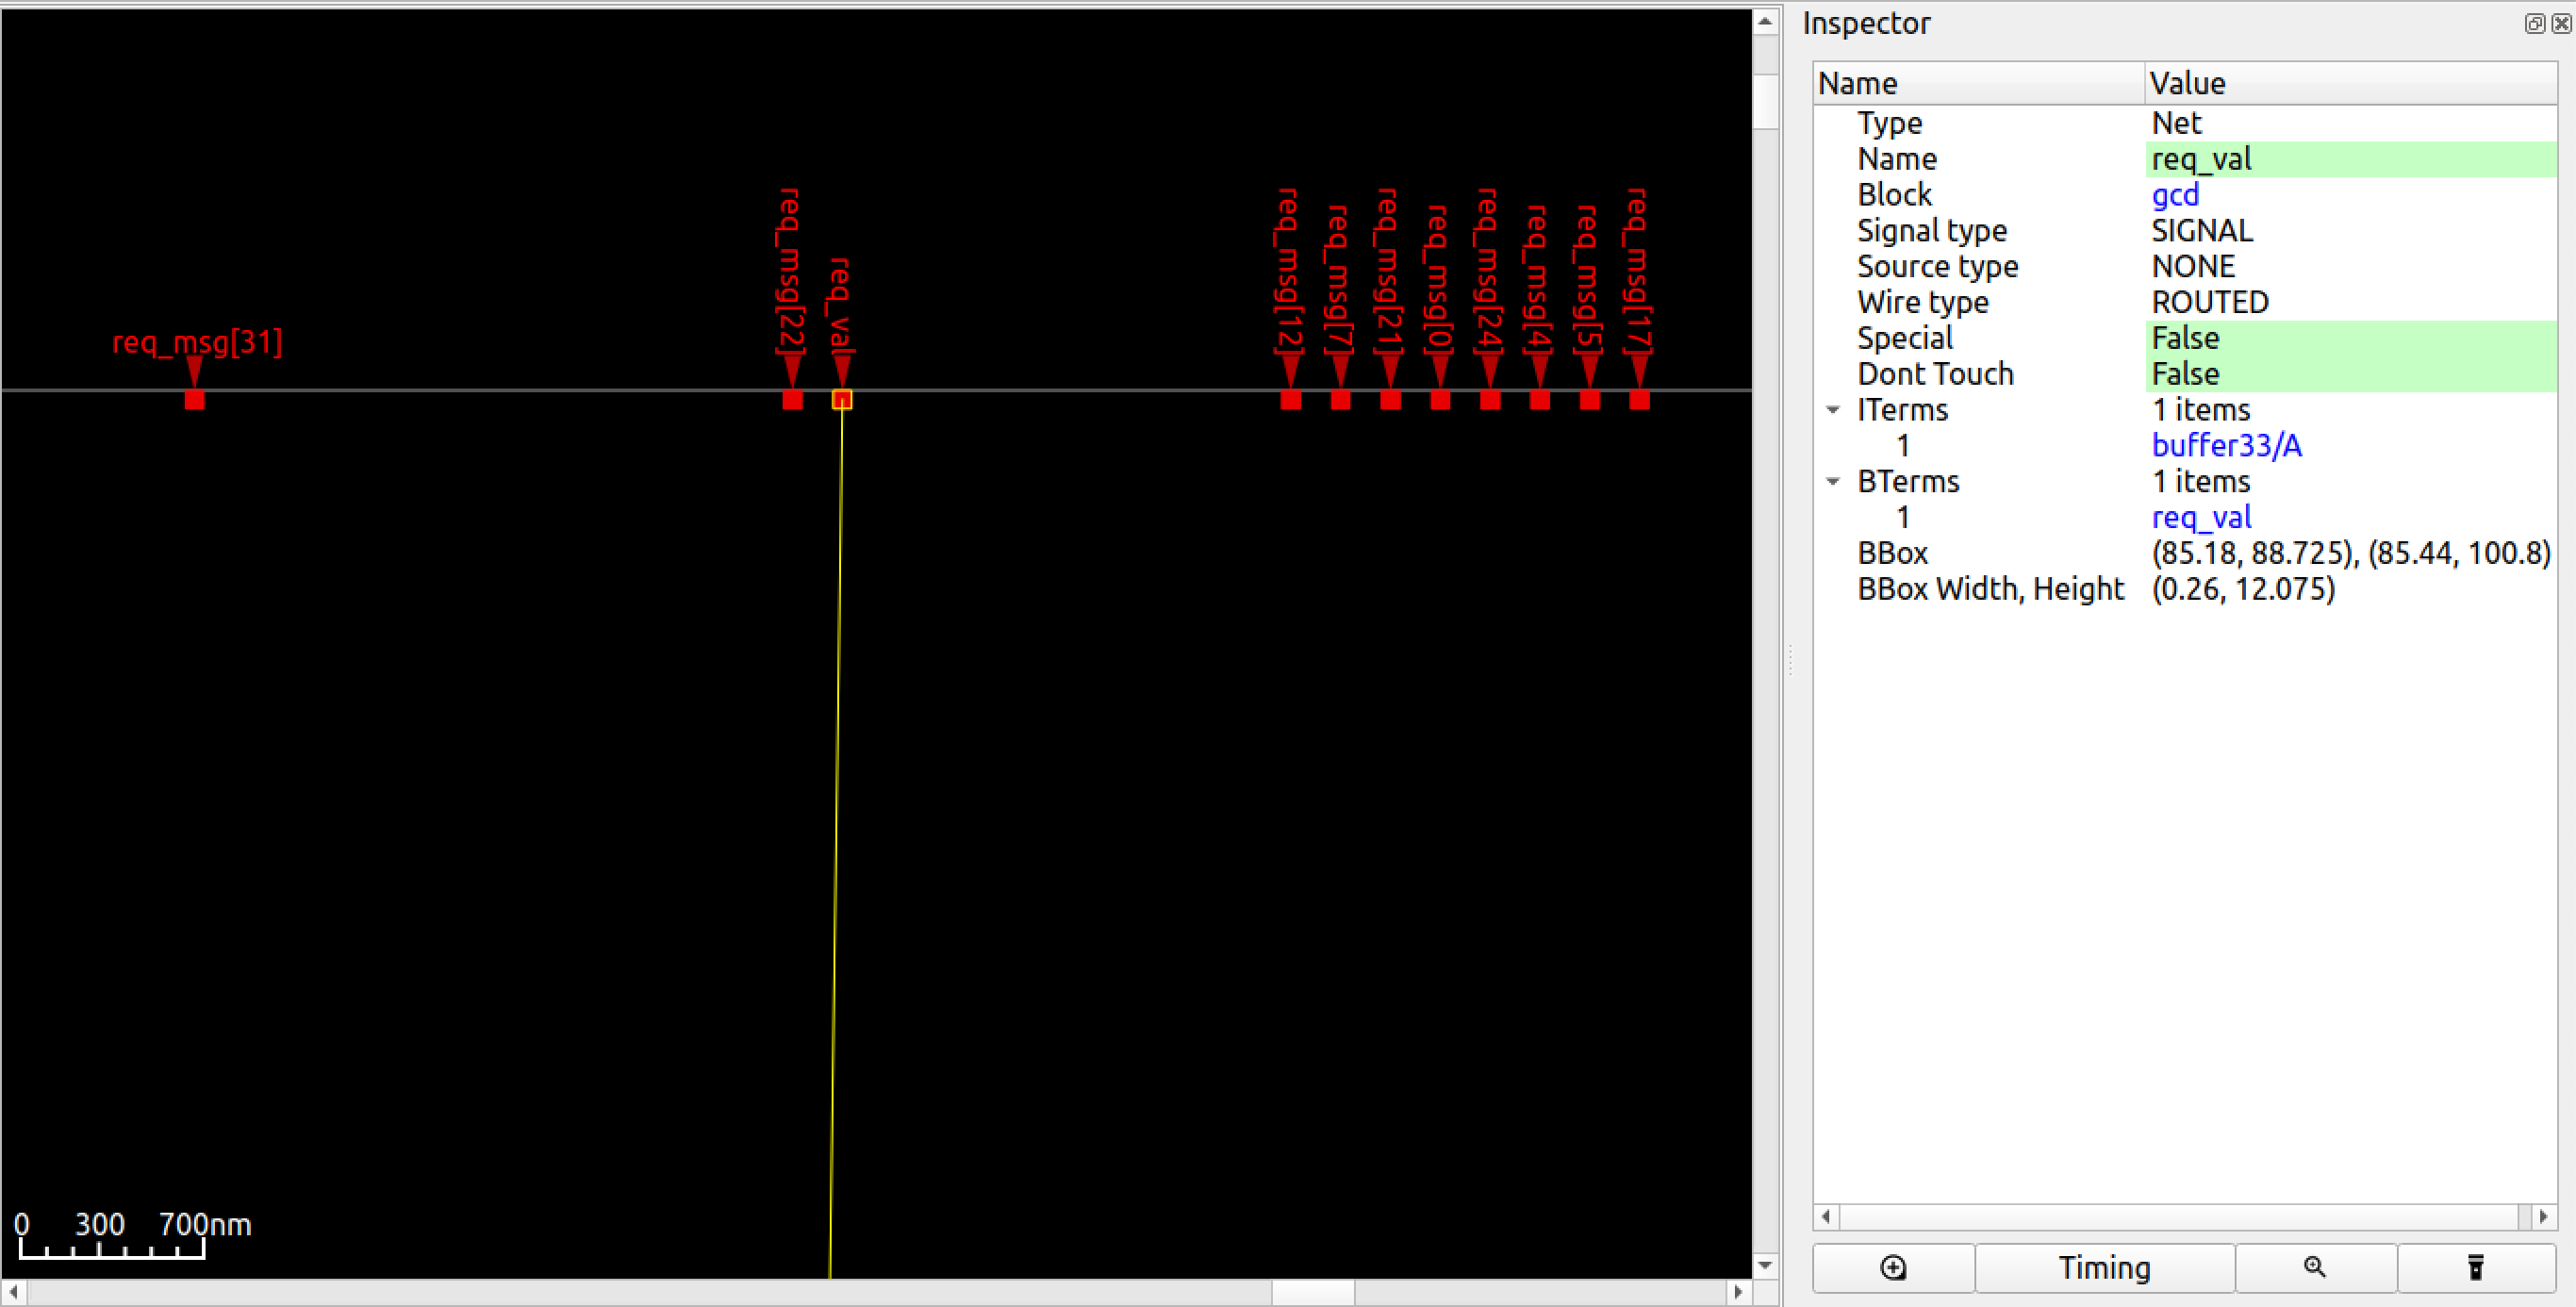 req_msg[31]
req_msg[22]
req_val
req_msg[12]
req_msg[7]
req_msg[21]
req_msg[0]
req_msg[24]
req_msg[4]
req_msg[5]
req_msg[17]
0 300 700nm
Inspector
Name Value
Type Net
Name req_val
Block gcd
Signal type SIGNAL
Source type NONE
Wire type ROUTED
Special False
Dont Touch False
ITerms 1 items
1 buffer33/A
BTerms 1 items
1 req_val
BBox (85.18, 88.725), (85.44, 100.8)
BBox Width, Height (0.26, 12.075)
Timing